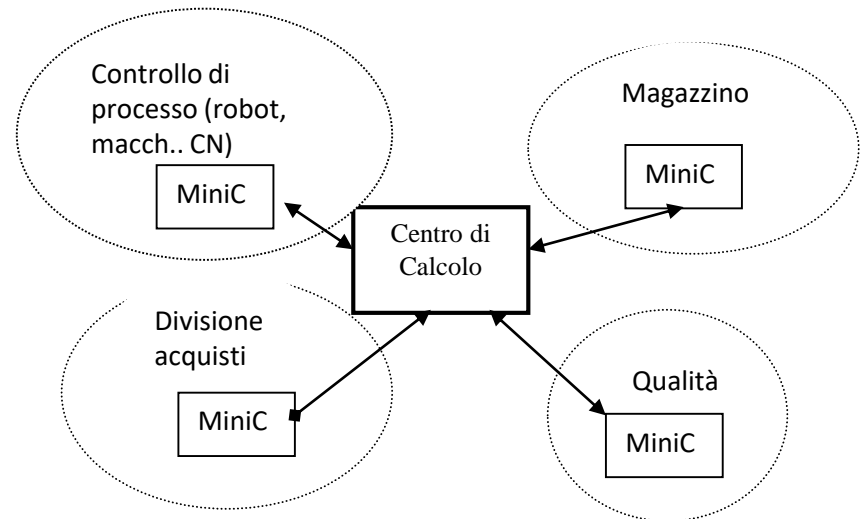 Controllo di
processo (robot,
macch.. CN)
MiniC
Magazzino
MiniC
Centro di
Calcolo
Divisione
acquisti
MiniC
Qualità
MiniC